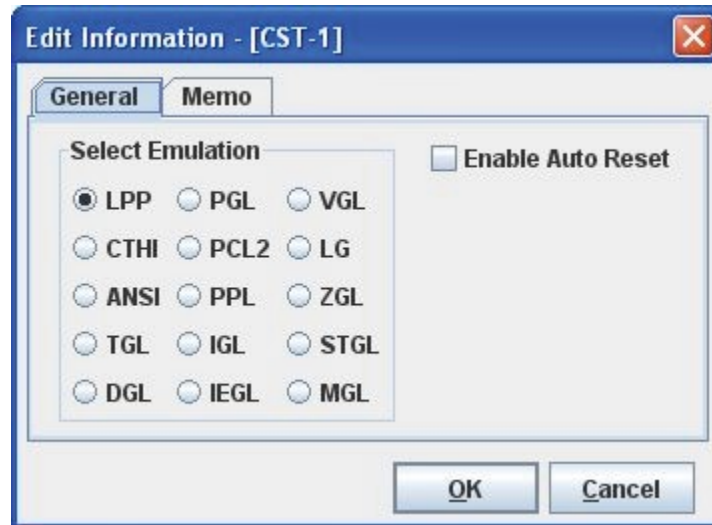 Edit Information - [CST-1]
General Memo
Select Emulation
Enable Auto Reset
LPP PGL VGL
CTHI PCL2 LG
ANSI PPL ZGL
TGL IGL STGL
DGL IEGL MGL
OK Cancel